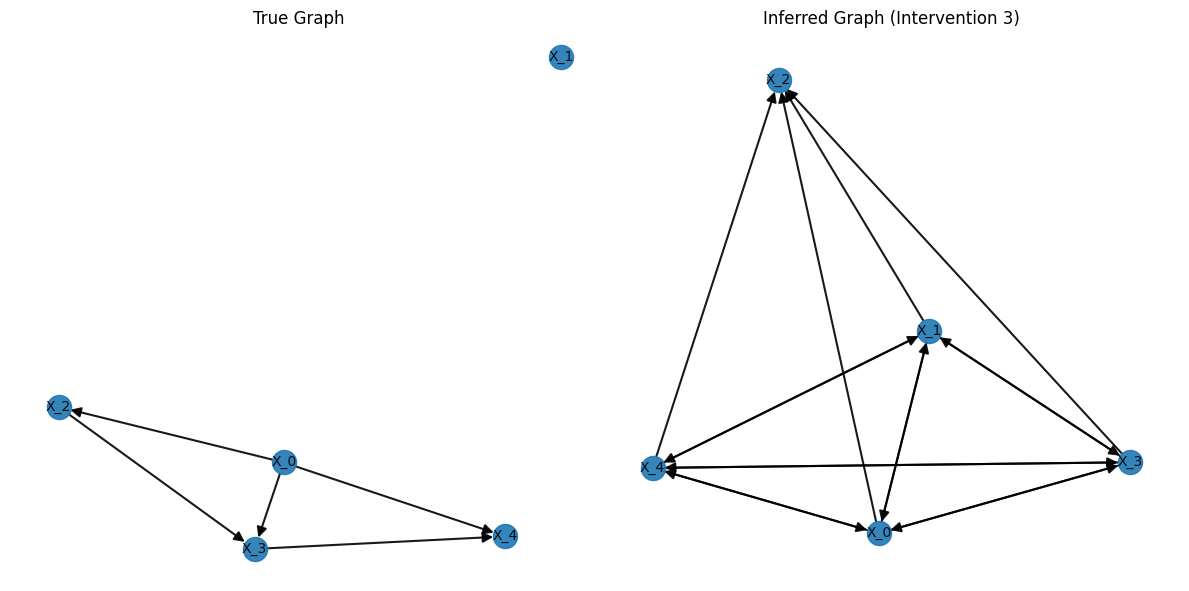 True Graph
X_1
X_2
X_0
X_3
X_4
Inferred Graph (Intervention 3)
X_2
X_1
X_4
X_3
X_0